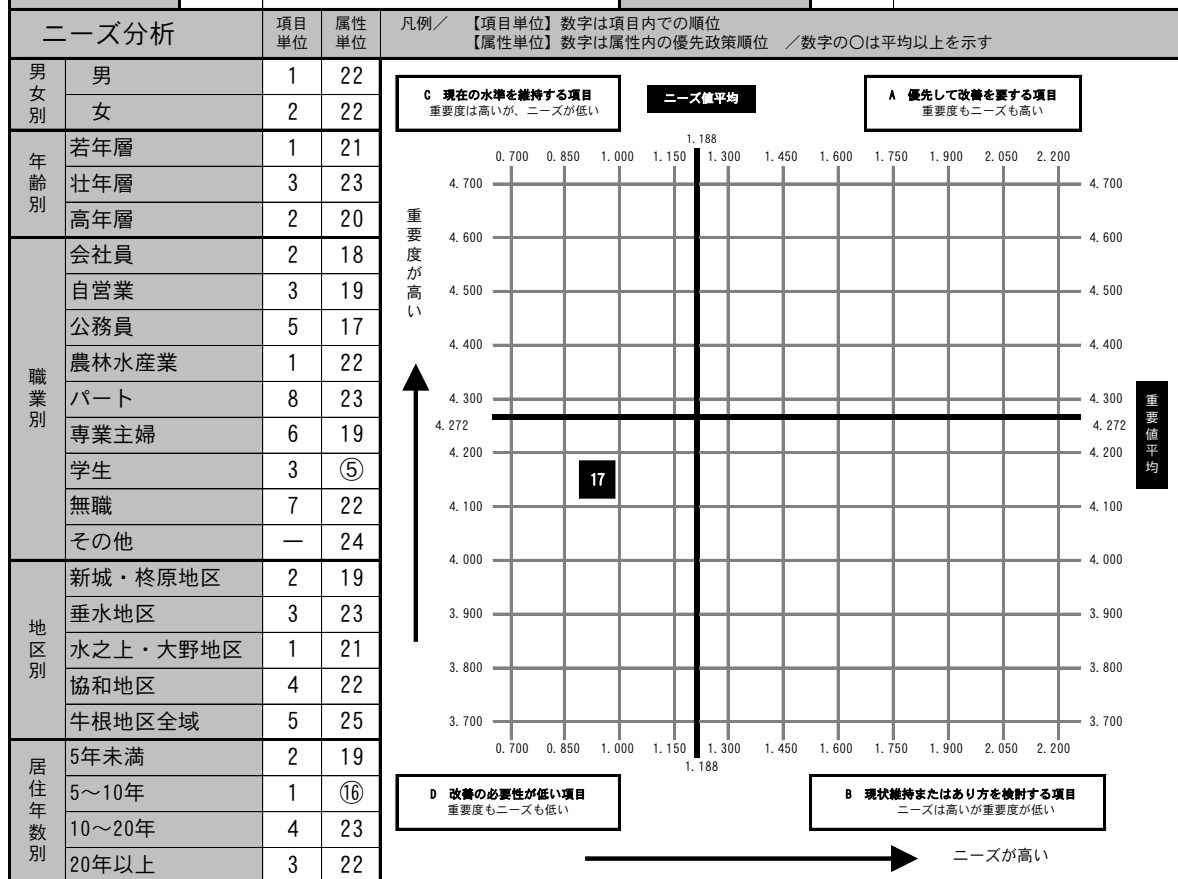 ニーズ分析 項目単位 属性単位
凡例／ 【項目単位】数字は項目内での順位
【属性単位】数字は属性内の優先政策順位 ／数字の〇は平均以上を示す
男女別
男 1 22
女 2 22
年齢別
若年層 1 21
壮年層 3 23
高年層 2 20
職業別
会社員 2 18
自営業 3 19
公務員 5 17
農林水産業 1 22
パート 8 23
専業主婦 6 19
学生 3 ⑤
無職 7 22
その他 ― 24
地区別
新城・柊原地区 2 19
垂水地区 3 23
水之上・大野地区 1 21
協和地区 4 22
牛根地区全域 5 25
居住年数別
5年未満 2 19
5～10年 1 ⑯
10～20年 4 23
20年以上 3 22
C 現在の水準を維持する項目
重要度は高いが、ニーズが低い
ニーズ値平均
A 優先して改善を要する項目
重要度もニーズも高い
1.188
0.700 0.850 1.000 1.150 1.300 1.450 1.600 1.750 1.900 2.050 2.200
重要度が高い
4.700 4.700
4.600 4.600
4.500 4.500
4.400 4.400
4.300 4.300
4.272 4.272
重要値平均
4.200 4.200
17
4.100 4.100
4.000 4.000
3.900 3.900
3.800 3.800
3.700 3.700
0.700 0.850 1.000 1.150 1.300 1.450 1.600 1.750 1.900 2.050 2.200
1.188
D 改善の必要性が低い項目
重要度もニーズも低い
B 現状維持またはあり方を検討する項目
ニーズは高いが重要度が低い
ニーズが高い